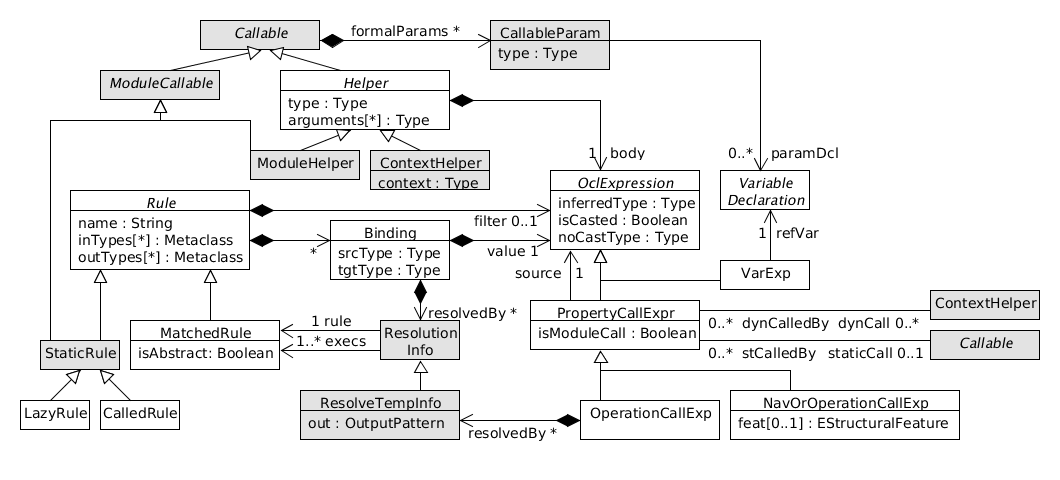 Callable
formalParams *
CallableParam
type : Type
ModuleCallable
Helper
type : Type
arguments[*] : Type
ModuleHelper
ContextHelper
context : Type
1 body
0..* paramDcl
OclExpression
inferredType : Type
isCasted : Boolean
noCastType : Type
Variable
Declaration
Rule
name : String
inTypes[*] : Metaclass
outTypes[*] : Metaclass
filter 0..1
*
Binding
srcType : Type
tgtType : Type
value 1
1 refVar
VarExp
source 1
resolvedBy *
PropertyCallExpr
isModuleCall : Boolean
ContextHelper
0..* dynCalledBy dynCall 0..*
Callable
0..* stCalledBy staticCall 0..1
StaticRule
MatchedRule
isAbstract: Boolean
1 rule
1..* execs
Resolution
Info
LazyRule
CalledRule
ResolveTempInfo
out : OutputPattern
resolvedBy *
OperationCallExp
NavOrOperationCallExp
feat[0..1] : EStructuralFeature